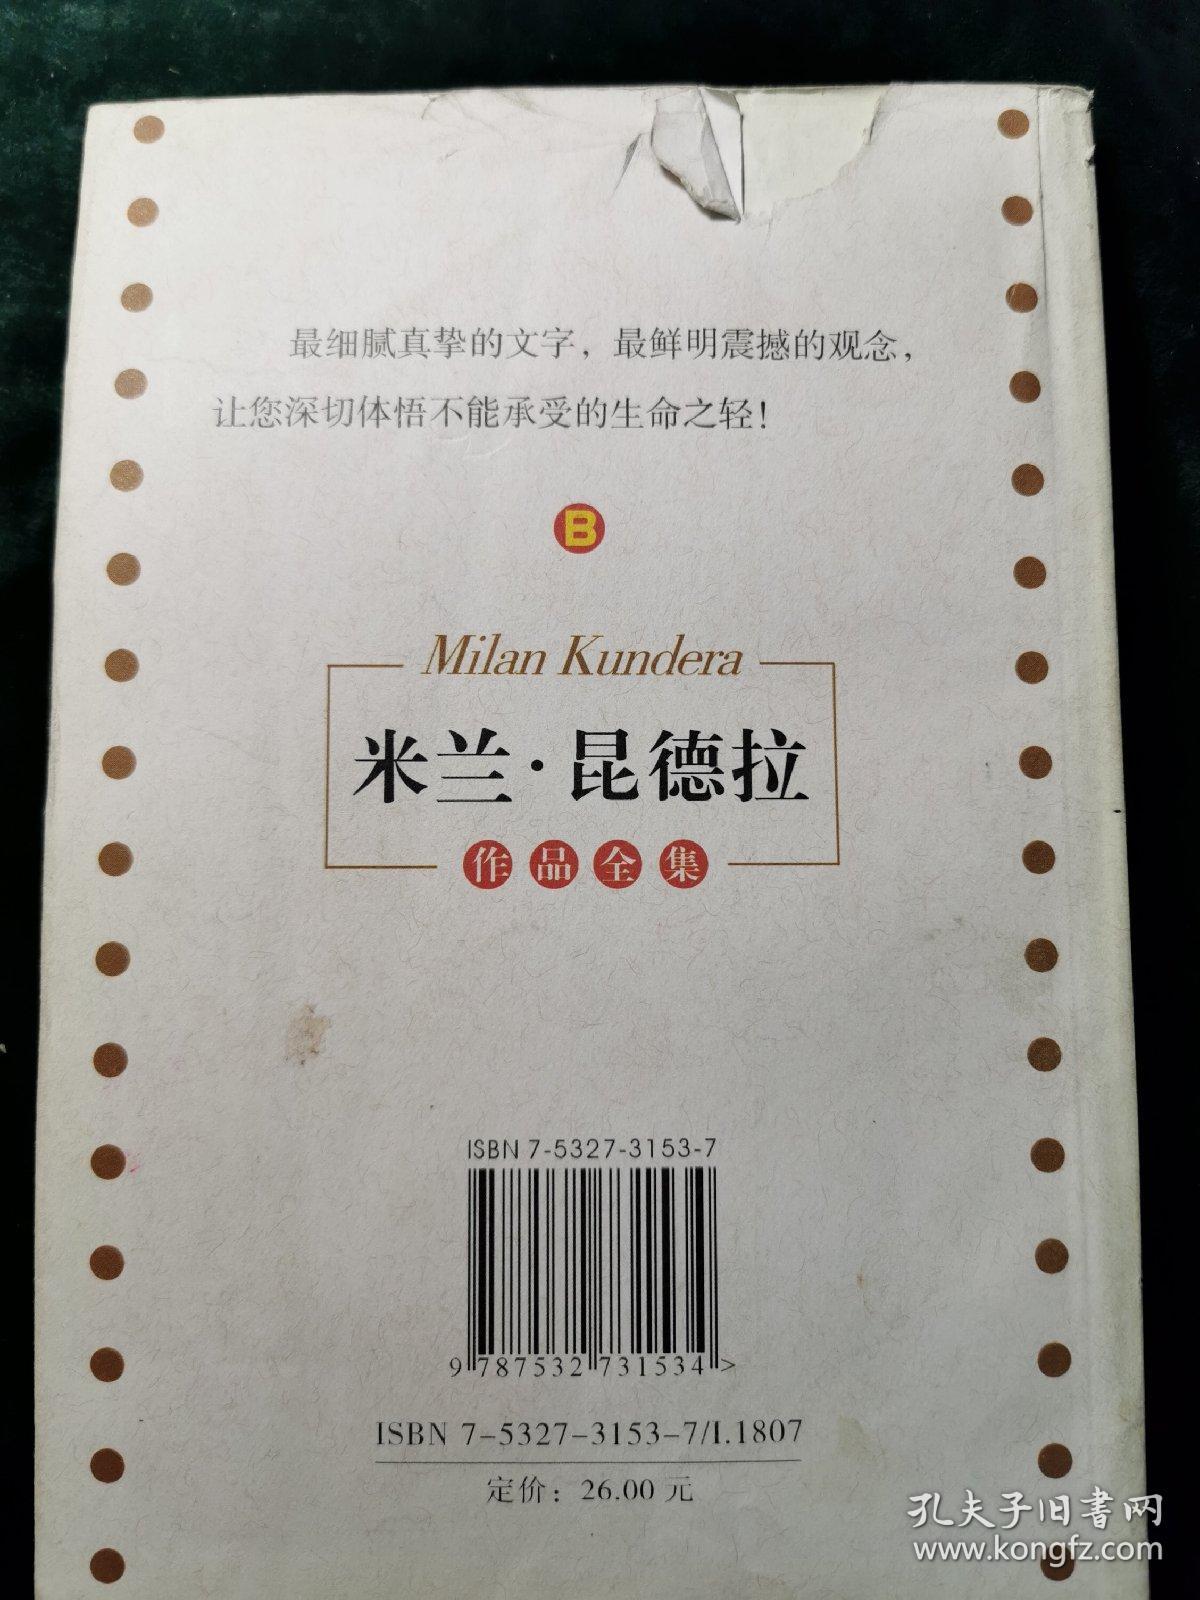 最细腻真挚的文字，最鲜明震撼的观念，
让您深切体悟不能承受的生命之轻！
B
Milan Kundera
米兰·昆德拉
作品全集
ISBN 7-5327-3153-7
9 787532 731534 >
ISBN 7-5327-3153-7/I.1807
定价：26.00 元
孔夫子旧书网
www.kongfz.com